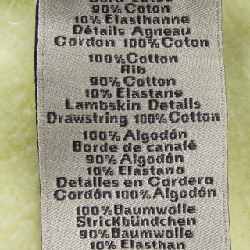 90% Coton
10% Elasthanne
Détails Agneau
Cordon 100% Coton
100% Cotton
Rib
90% Cotton
10% Elastane
Lambskin Details
Drawstring 100% Cotton
100% Algodón
Borde de canalé
90% Algodón
10% Elastano
Detalles en Cordero
Cordón 100% Algodón
100% Baumwolle
Strickbündchen
90% Baumwolle
10% Elasthan